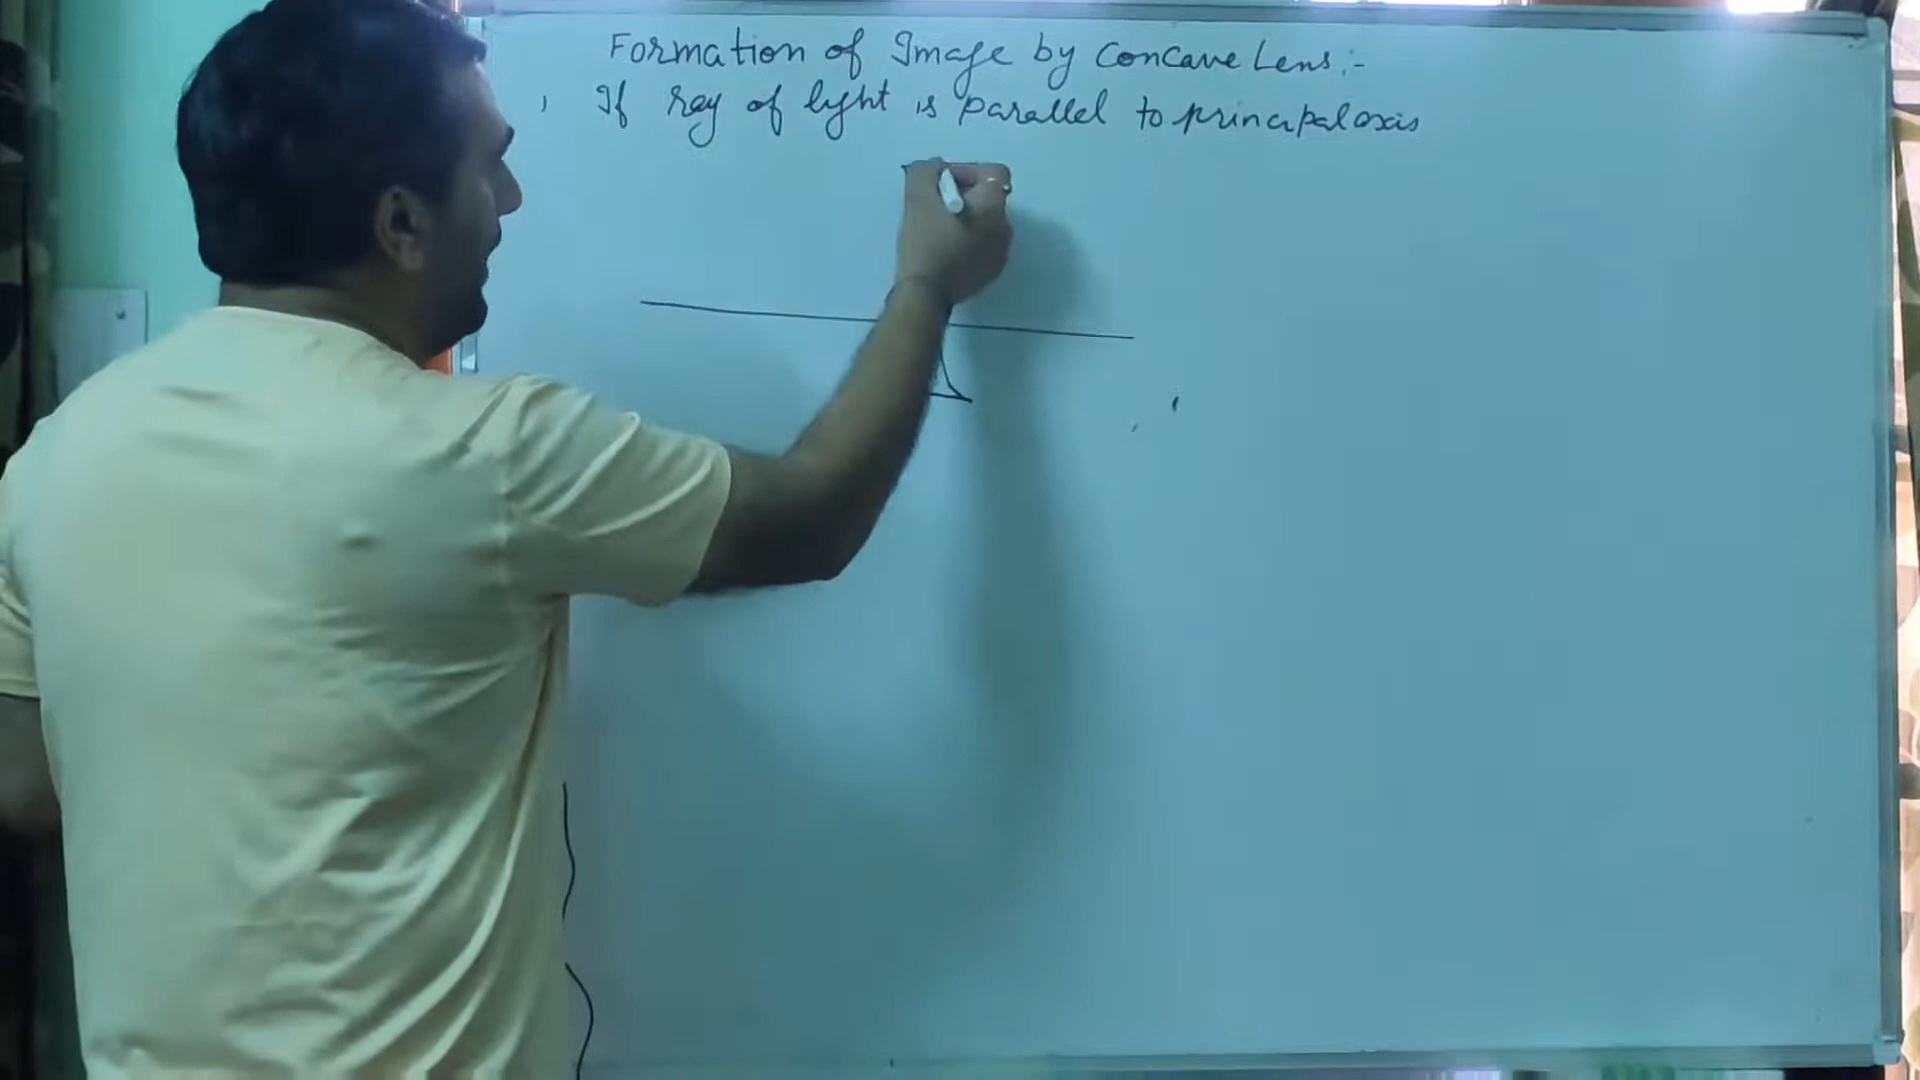 Formation of Image by Concave Lens :-
, If ray of light is parallel to principal axis